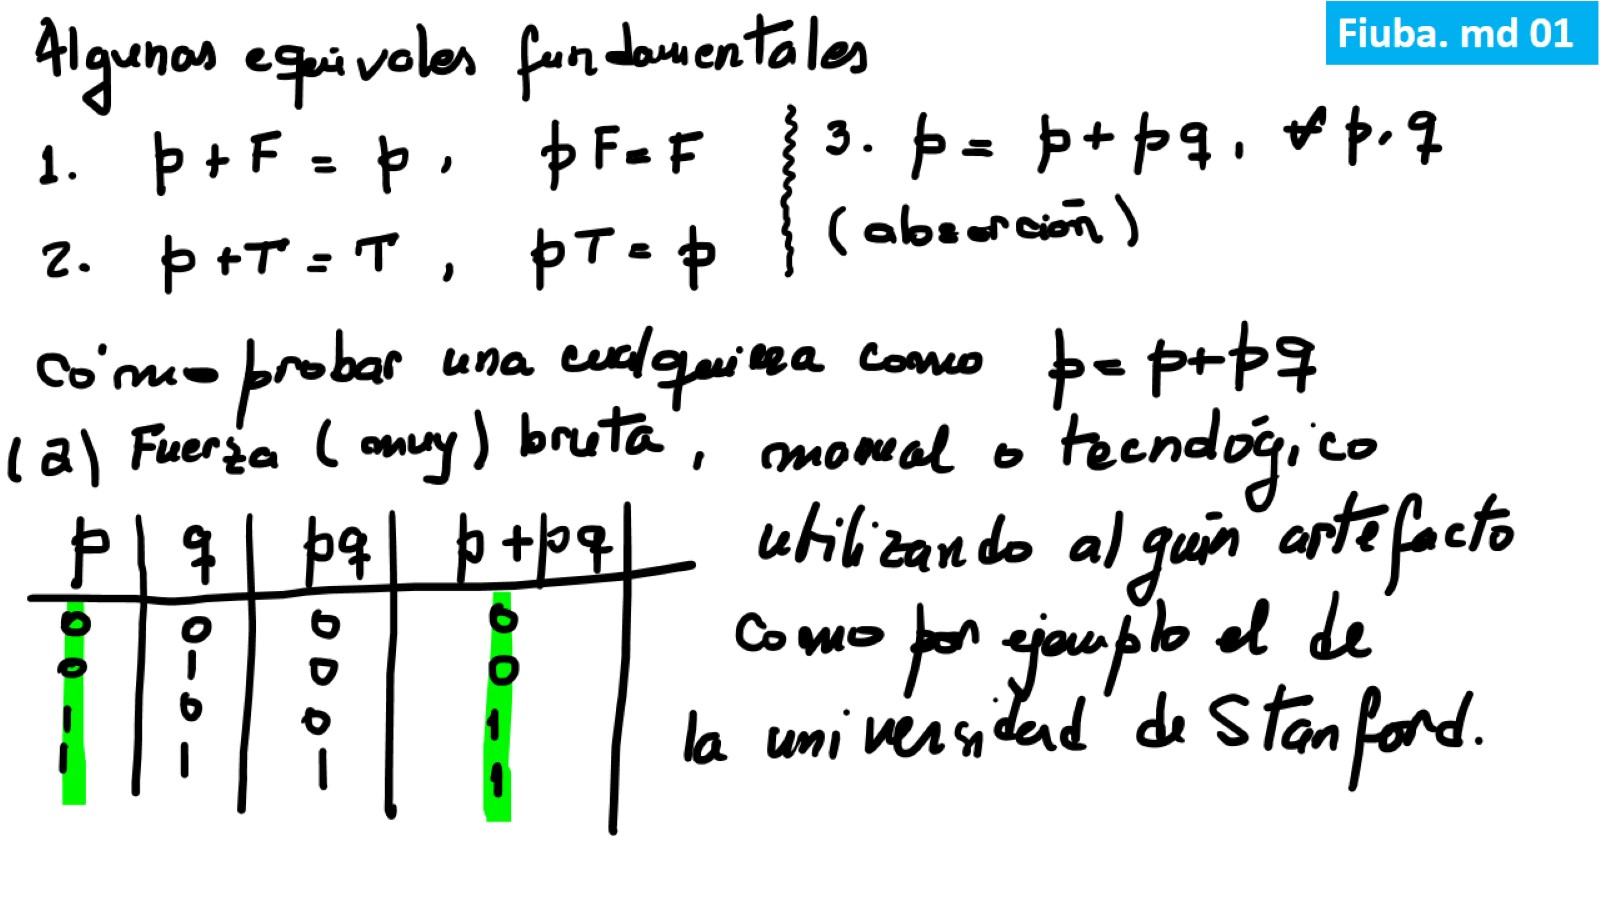 Algunas equivales fundamentales
Fiuba. md 01
1. p + F = p, pF = F
2. p + T = T, pT = p
3. p = p + pq, ∀ p, q
(absorción)
Cómo probar una cualquiera como p = p + pq
(a) Fuerza (muy) bruta, manual o tecnológico
utilizando algún artefacto
como por ejemplo el de
la universidad de Stanford.
p q pq p + pq
0 0 0 0
0 1 0 0
1 0 0 1
1 1 1 1